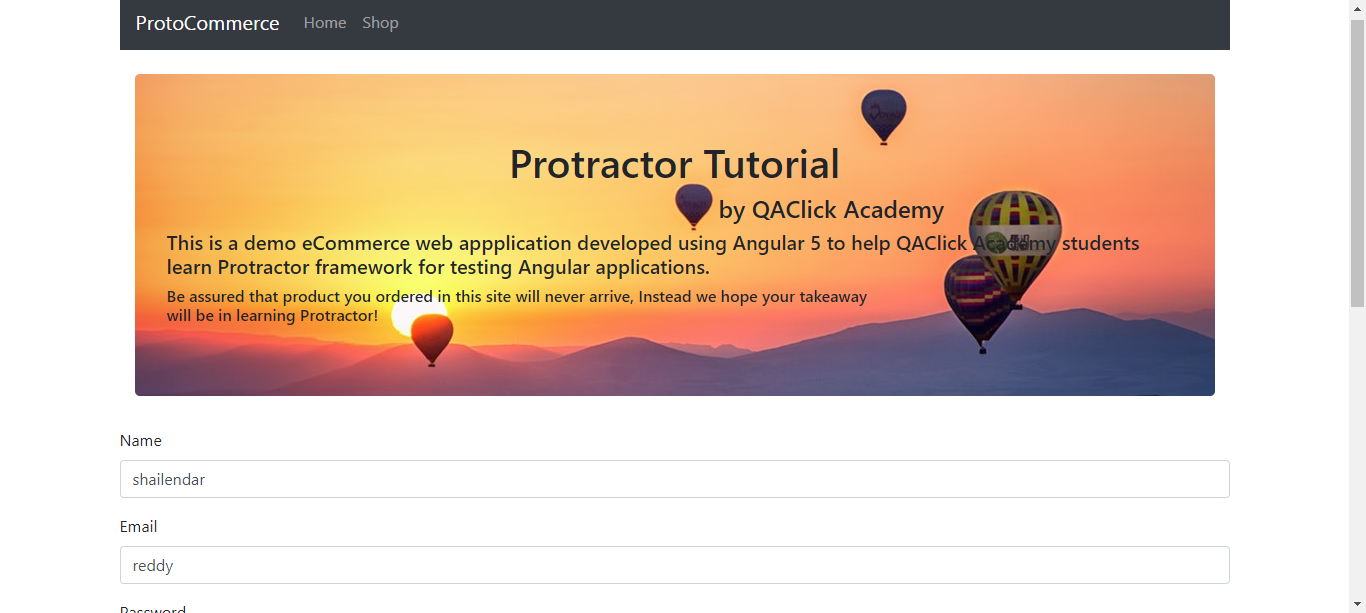 ProtoCommerce Home Shop
Protractor Tutorial
by QAClick Academy
This is a demo eCommerce web appplication developed using Angular 5 to help QAClick Academy students
learn Protractor framework for testing Angular applications.
Be assured that product you ordered in this site will never arrive, Instead we hope your takeaway
will be in learning Protractor!
Name
shailendar
Email
reddy
Password